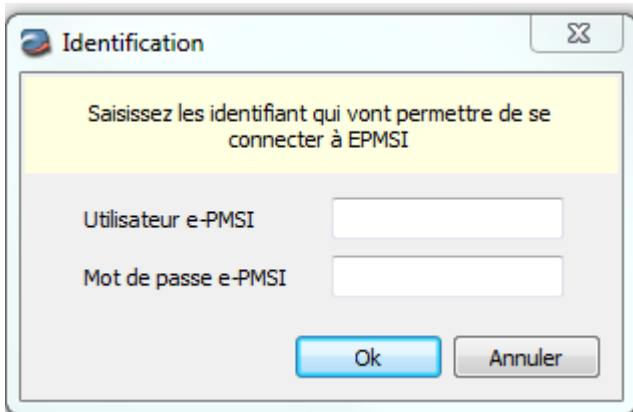 Identification
Saisissez les identifiant qui vont permettre de se
connecter à EPMSI
Utilisateur e-PMSI
Mot de passe e-PMSI
Ok Annuler